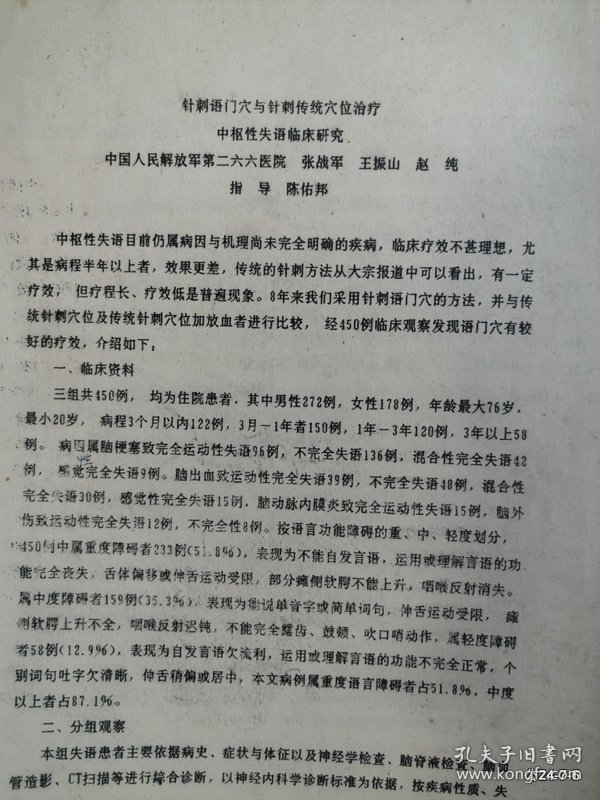 针刺语门穴与针刺传统穴位治疗
中枢性失语临床研究
中国人民解放军第二六六医院 张战军 王振山 赵 纯
指 导 陈佑邦
中枢性失语目前仍属病因与机理尚未完全明确的疾病，临床疗效不甚理想，尤
其是病程半年以上者，效果更差，传统的针刺方法从大宗报道中可以看出，有一定
疗效， 但疗程长、疗效低是普遍现象。8年来我们采用针刺语门穴的方法，并与传
统针刺穴位及传统针刺穴位加放血者进行比较， 经450例临床观察发现语门穴有较
好的疗效，介绍如下：
一、临床资料
三组共450例， 均为住院患者，其中男性272例，女性178例，年龄最大76岁，
最小20岁， 病程3个月以内122例，3月－1年者150例，1年－3年120例，3年以上58
例。 病因属脑梗塞致完全运动性失语96例，不完全失语136例，混合性完全失语42
例， 感觉完全失语9例。脑出血致运动性完全失语39例，不完全失语48例，混合性
完全失语30例，感觉性完全失语15例，脑动脉内膜炎致完全运动性失语15例，脑外
伤致运动性完全失语12例，不完全性8例。按语言功能障碍的重、中、轻度划分，
450例中属重度障碍者233例(51.8%)，表现为不能自发言语，运用或理解言语的功
能完全丧失，舌体偏移或伸舌运动受限，部分瘫侧软腭不能上升，咽喉反射消失。
属中度障碍者159例(35.3%)，表现为能说单音字或简单词句，伸舌运动受限， 瘫
侧软腭上升不全，咽喉反射迟钝，不能完全蠕齿、鼓颊、吹口哨动作，属轻度障碍
者58例(12.9%)，表现为自发言语欠流利，运用或理解言语的功能不完全正常，个
别词句吐字欠清晰，伸舌稍偏或居中，本文病例属重度语言障碍者占51.8%，中度
以上者占87.1%。
二、分组观察
本组失语患者主要依据病史、症状与体征以及神经学检查、脑脊液检查、脑血
管造影、CT扫描等进行综合诊断，以神经内科学诊断标准为依据，按疾病性质、失
孔夫子旧书网
www.kongfz.com
24-7-6